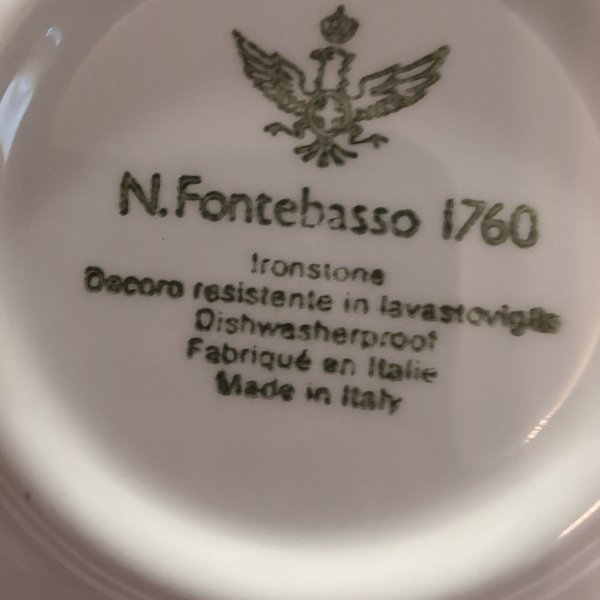 N. Fontebasso 1760
Ironstone
Decoro resistente in lavastoviglie
Dishwasherproof
Fabriqué en Italie
Made in Italy